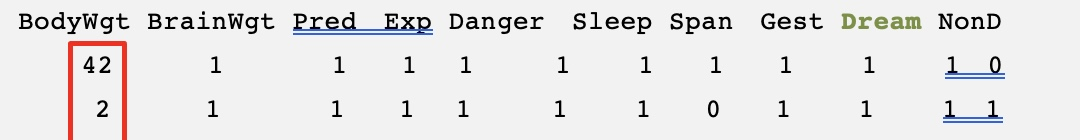 BodyWgt BrainWgt Pred Exp Danger Sleep Span Gest Dream NonD
42 1 1 1 1 1 1 1 1 1 1 0
2 1 1 1 1 1 1 0 1 1 1 1